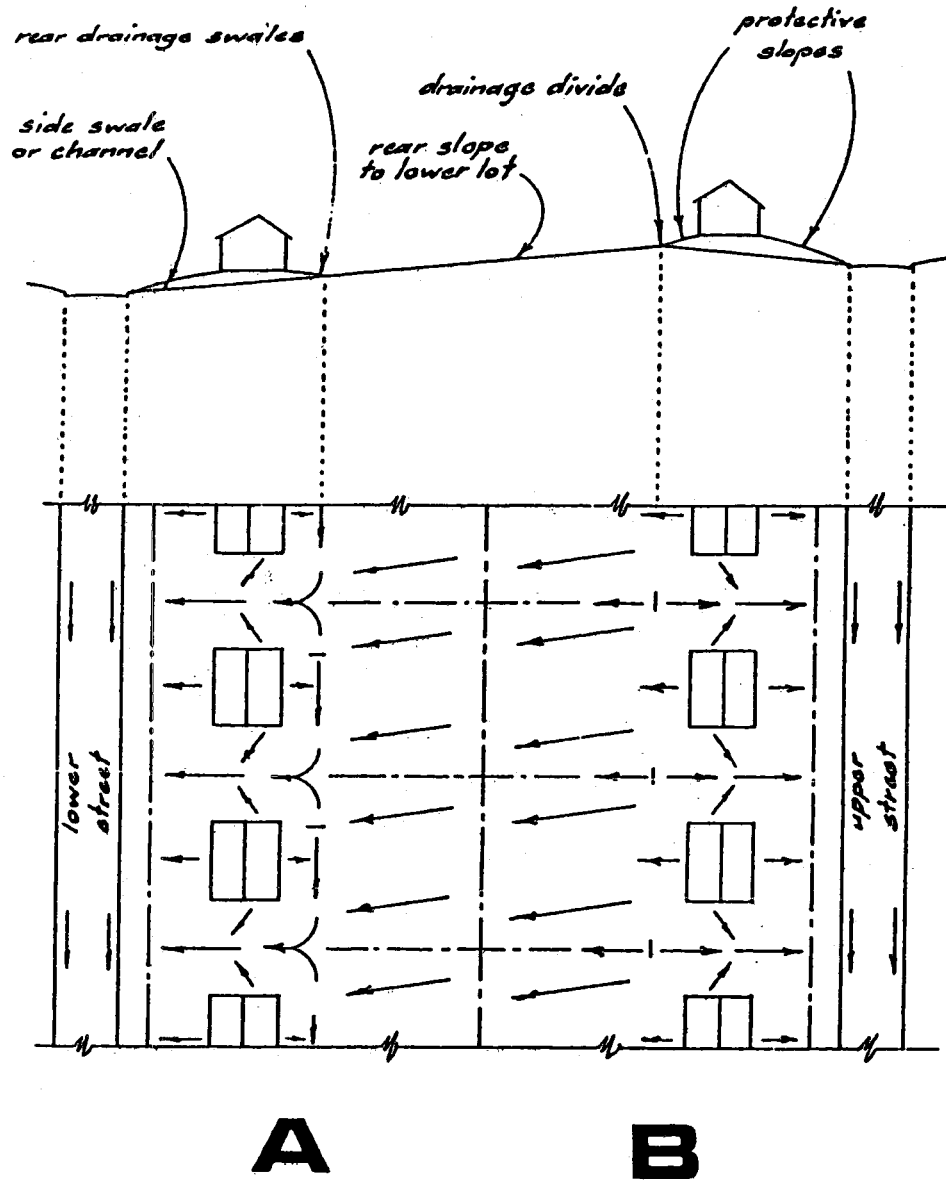 rear drainage swales
side swale
or channel
drainage divide
rear slope
to lower lot
protective
slopes
lower
street
upper
street
A
B